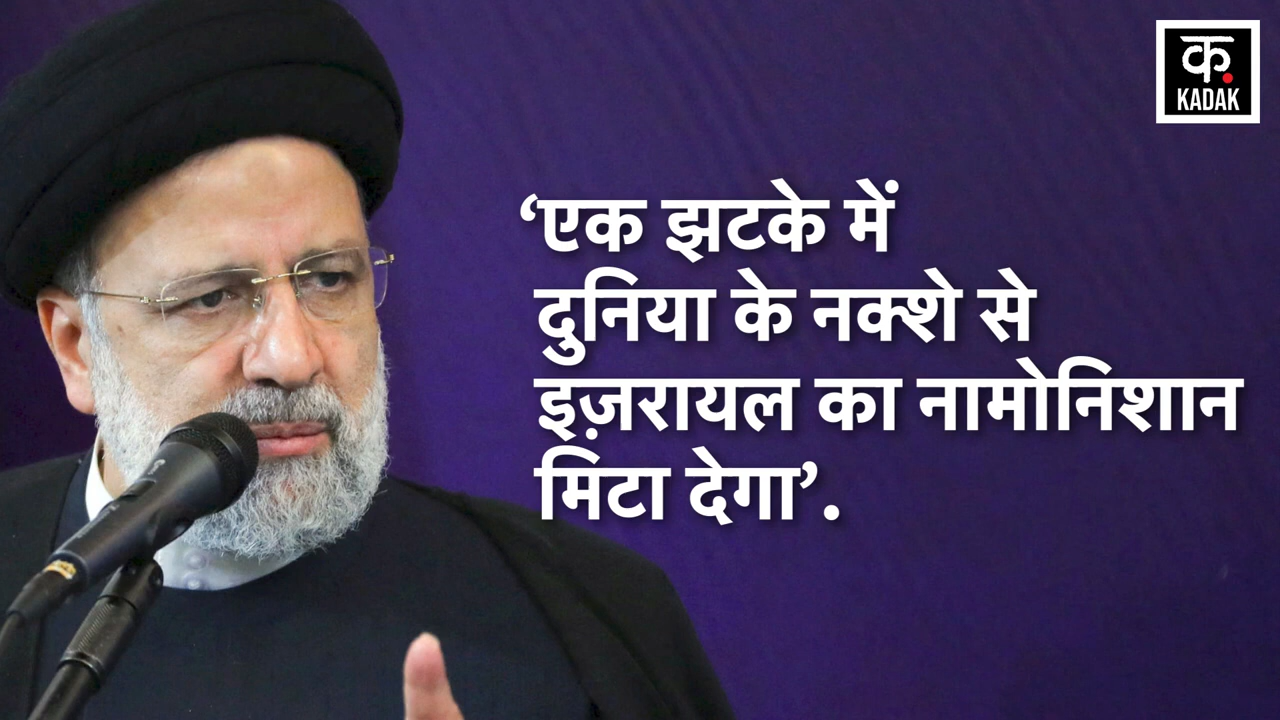 क.
KADAK
‘एक झटके में
दुनिया के नक्शे से
इज़रायल का नामोनिशान
मिटा देगा’.